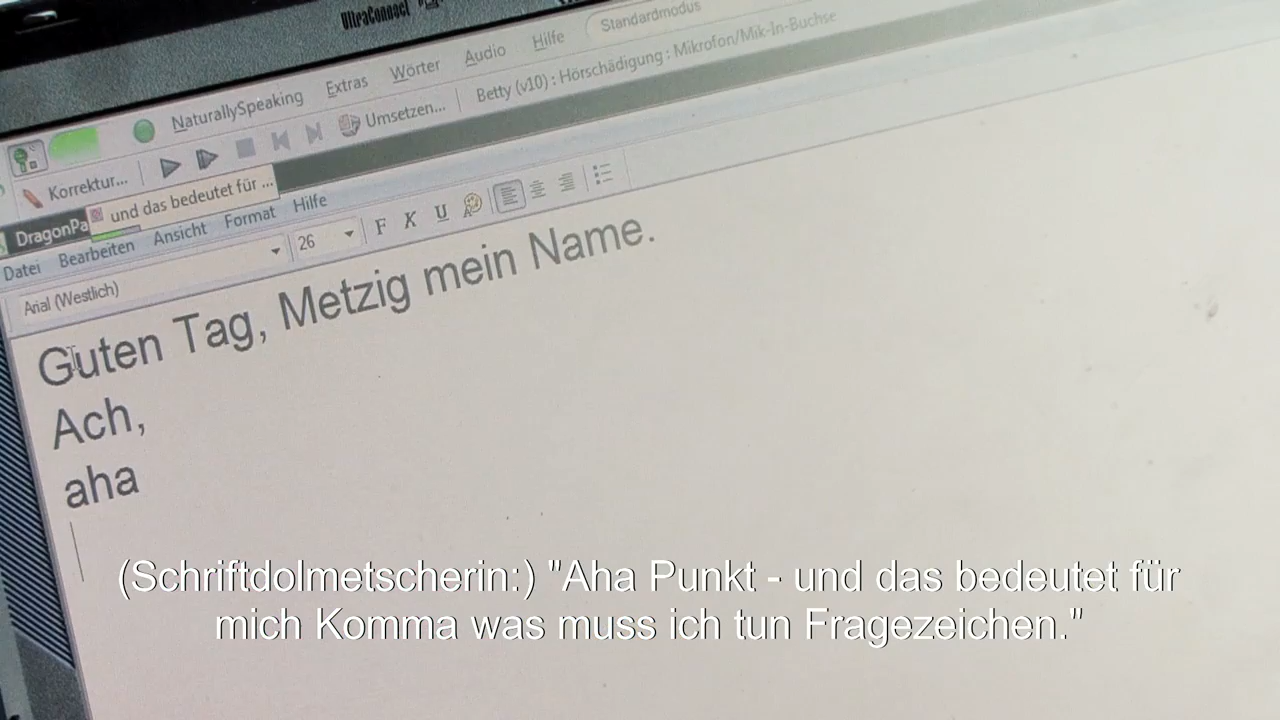 UltraConnect
Standardmodus
NaturallySpeaking Extras Wörter Audio Hilfe
Umsetzen... Betty (v10) : Hörschädigung : Mikrofon/Mik-In-Buchse
Korrektur...
DragonPa und das bedeutet für ...
Datei Bearbeiten Ansicht Format Hilfe
Arial (Westlich) 26 F K U
Guten Tag, Metzig mein Name.
Ach,
aha
(Schriftdolmetscherin:) "Aha Punkt - und das bedeutet für
mich Komma was muss ich tun Fragezeichen."